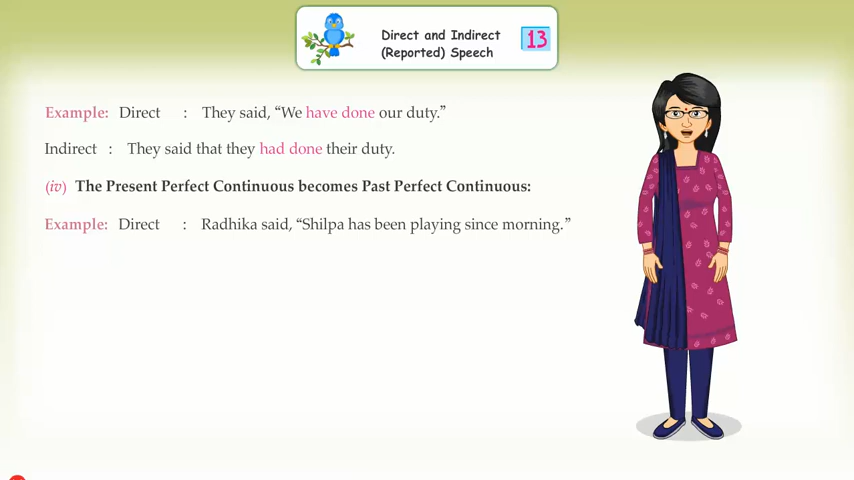 Direct and Indirect
(Reported) Speech
13
Example: Direct : They said, “We have done our duty.”
Indirect : They said that they had done their duty.
(iv) The Present Perfect Continuous becomes Past Perfect Continuous:
Example: Direct : Radhika said, “Shilpa has been playing since morning.”